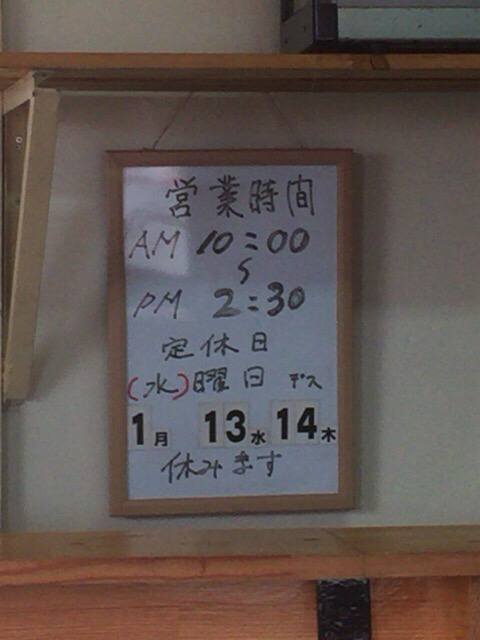 営業時間
AM 10:00
〜
PM 2:30
定休日
(水)曜日 デス
1月 13水 14木
休みます